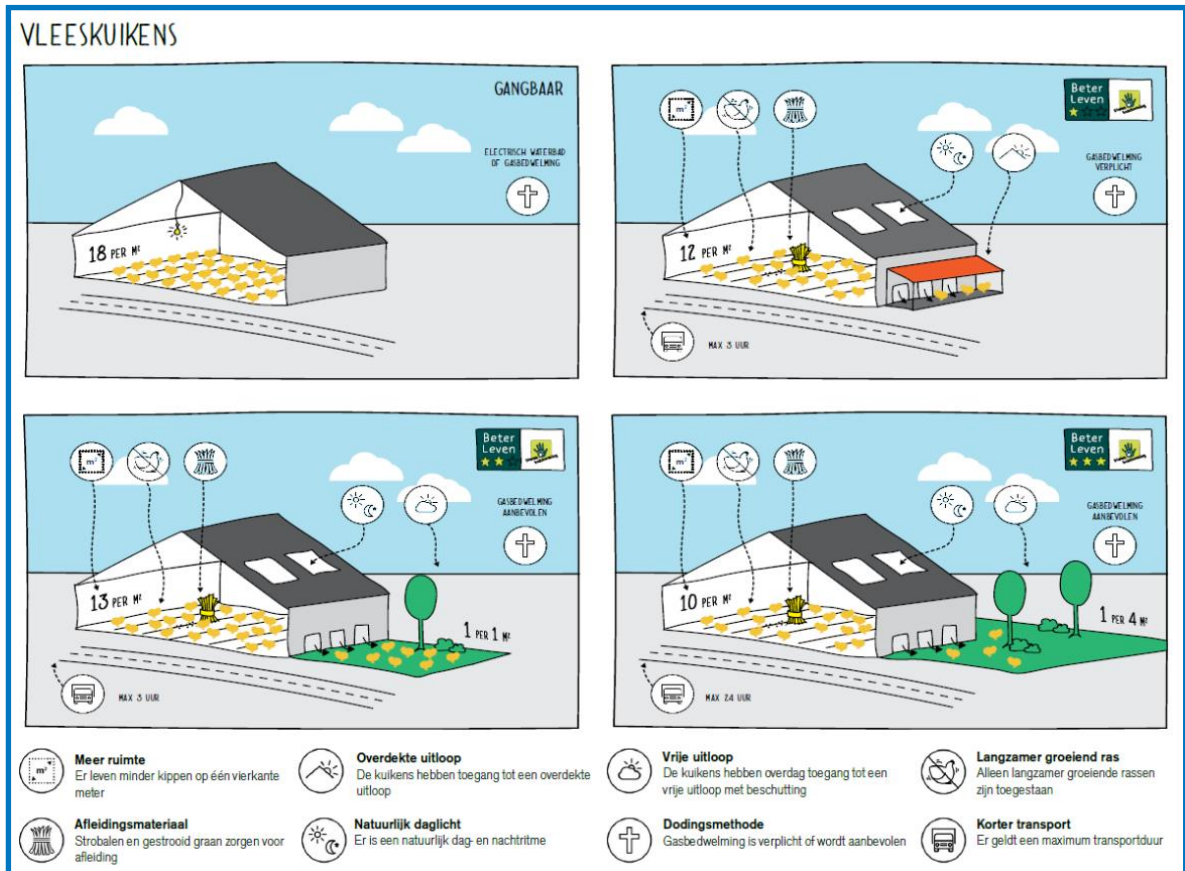 VLEESKUIKENS
GANGBAAR
ELECTRISCH WATERBAD
OF GASBEDWELMING
18 PER M²
Beter
Leven
m²
GASBEDWELMING
VERPLICHT
12 PER M²
MAX 3 UUR
Beter
Leven
m²
GASBEDWELMING
AANBEVOLEN
13 PER M²
1 PER 1 M²
MAX 3 UUR
Beter
Leven
m²
GASBEDWELMING
AANBEVOLEN
10 PER M²
1 PER 4 M²
MAX 24 UUR
m²
Meer ruimte
Er leven minder kippen op één vierkante
meter
Overdekte uitloop
De kuikens hebben toegang tot een overdekte
uitloop
Vrije uitloop
De kuikens hebben overdag toegang tot een
vrije uitloop met beschutting
Langzamer groeiend ras
Alleen langzamer groeiende rassen
zijn toegestaan
Afleidingsmateriaal
Strobalen en gestrooid graan zorgen voor
afleiding
Natuurlijk daglicht
Er is een natuurlijk dag- en nachtritme
Dodingsmethode
Gasbedwelming is verplicht of wordt aanbevolen
Korter transport
Er geldt een maximum transportduur